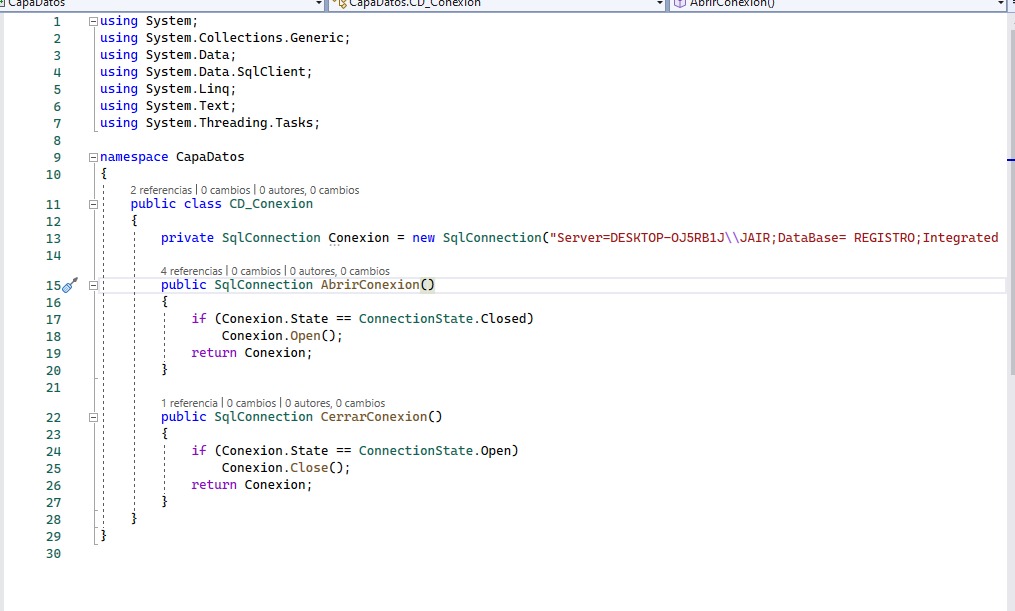 CapaDatos CapaDatos.CD_Conexion AbrirConexion()
1 using System;
2 using System.Collections.Generic;
3 using System.Data;
4 using System.Data.SqlClient;
5 using System.Linq;
6 using System.Text;
7 using System.Threading.Tasks;
8
9 namespace CapaDatos
10 {
2 referencias | 0 cambios | 0 autores, 0 cambios
11 public class CD_Conexion
12 {
13 private SqlConnection Conexion = new SqlConnection("Server=DESKTOP-OJ5RB1J\\JAIR;DataBase= REGISTRO;Integrated
14
4 referencias | 0 cambios | 0 autores, 0 cambios
15 public SqlConnection AbrirConexion()
16 {
17 if (Conexion.State == ConnectionState.Closed)
18 Conexion.Open();
19 return Conexion;
20 }
21
1 referencia | 0 cambios | 0 autores, 0 cambios
22 public SqlConnection CerrarConexion()
23 {
24 if (Conexion.State == ConnectionState.Open)
25 Conexion.Close();
26 return Conexion;
27 }
28 }
29 }
30